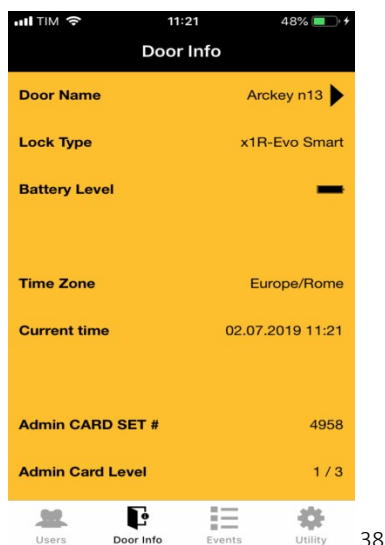 TIM 11:21 48%
Door Info
Door Name Arckey n13
Lock Type x1R-Evo Smart
Battery Level
Time Zone Europe/Rome
Current time 02.07.2019 11:21
Admin CARD SET # 4958
Admin Card Level 1 / 3
Users Door Info Events Utility
38